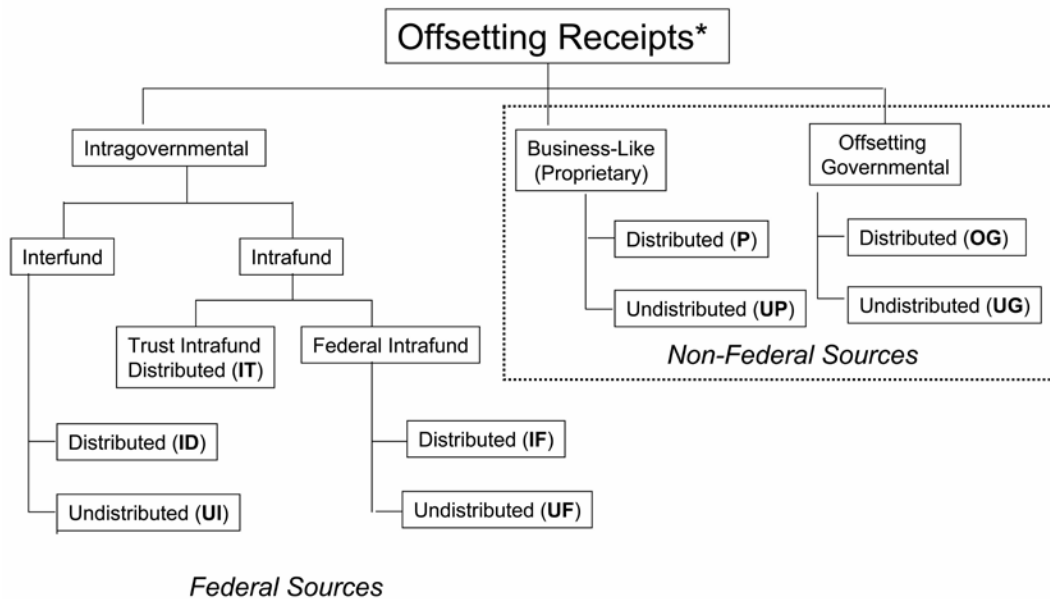 Offsetting Receipts*
Intragovernmental
Business-Like
(Proprietary)
Offsetting
Governmental
Interfund
Intrafund
Distributed (P)
Distributed (OG)
Undistributed (UP)
Undistributed (UG)
Trust Intrafund
Distributed (IT)
Federal Intrafund
Non-Federal Sources
Distributed (ID)
Distributed (IF)
Undistributed (UI)
Undistributed (UF)
Federal Sources